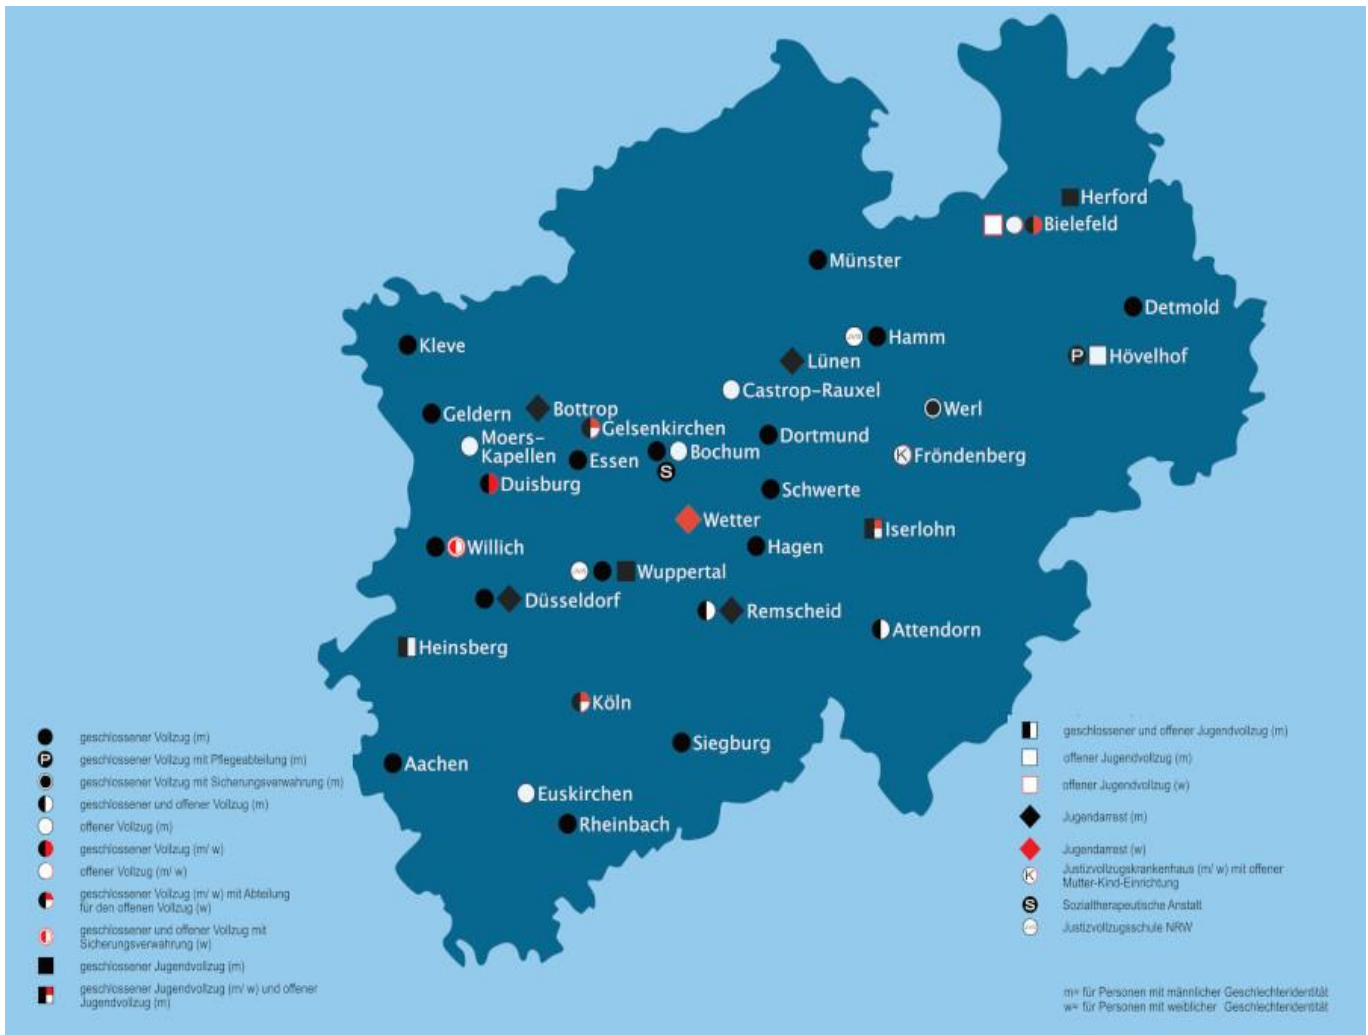 Herford
Bielefeld
Münster
Detmold
Hamm
Kleve
Lünen
P
Hövelhof
Castrop-Rauxel
Werl
Bottrop
Geldern
Gelsenkirchen
Dortmund
Moers-
Kapellen
Bochum
K
Fröndenberg
Essen
S
Duisburg
Schwerte
Wetter
Iserlohn
Willich
Hagen
Wuppertal
Düsseldorf
Remscheid
Attendorn
Heinsberg
Köln
Siegburg
Aachen
Euskirchen
Rheinbach
geschlossener Vollzug (m)
P geschlossener Vollzug mit Pflegeabteilung (m)
geschlossener Vollzug mit Sicherungsverwahrung (m)
geschlossener und offener Vollzug (m)
offener Vollzug (m)
geschlossener Vollzug (m/ w)
offener Vollzug (m/ w)
geschlossener Vollzug (m/ w) mit Abteilung
für den offenen Vollzug (w)
geschlossener und offener Vollzug mit
Sicherungsverwahrung (w)
geschlossener Jugendvollzug (m)
geschlossener Jugendvollzug (m/ w) und offener
Jugendvollzug (m)
geschlossener und offener Jugendvollzug (m)
offener Jugendvollzug (m)
offener Jugendvollzug (w)
Jugendarrest (m)
Jugendarrest (w)
K Justizvollzugskrankenhaus (m/ w) mit offener
Mutter-Kind-Einrichtung
S Sozialtherapeutische Anstalt
Justizvollzugsschule NRW
m= für Personen mit männlicher Geschlechteridentität
w= für Personen mit weiblicher Geschlechteridentität